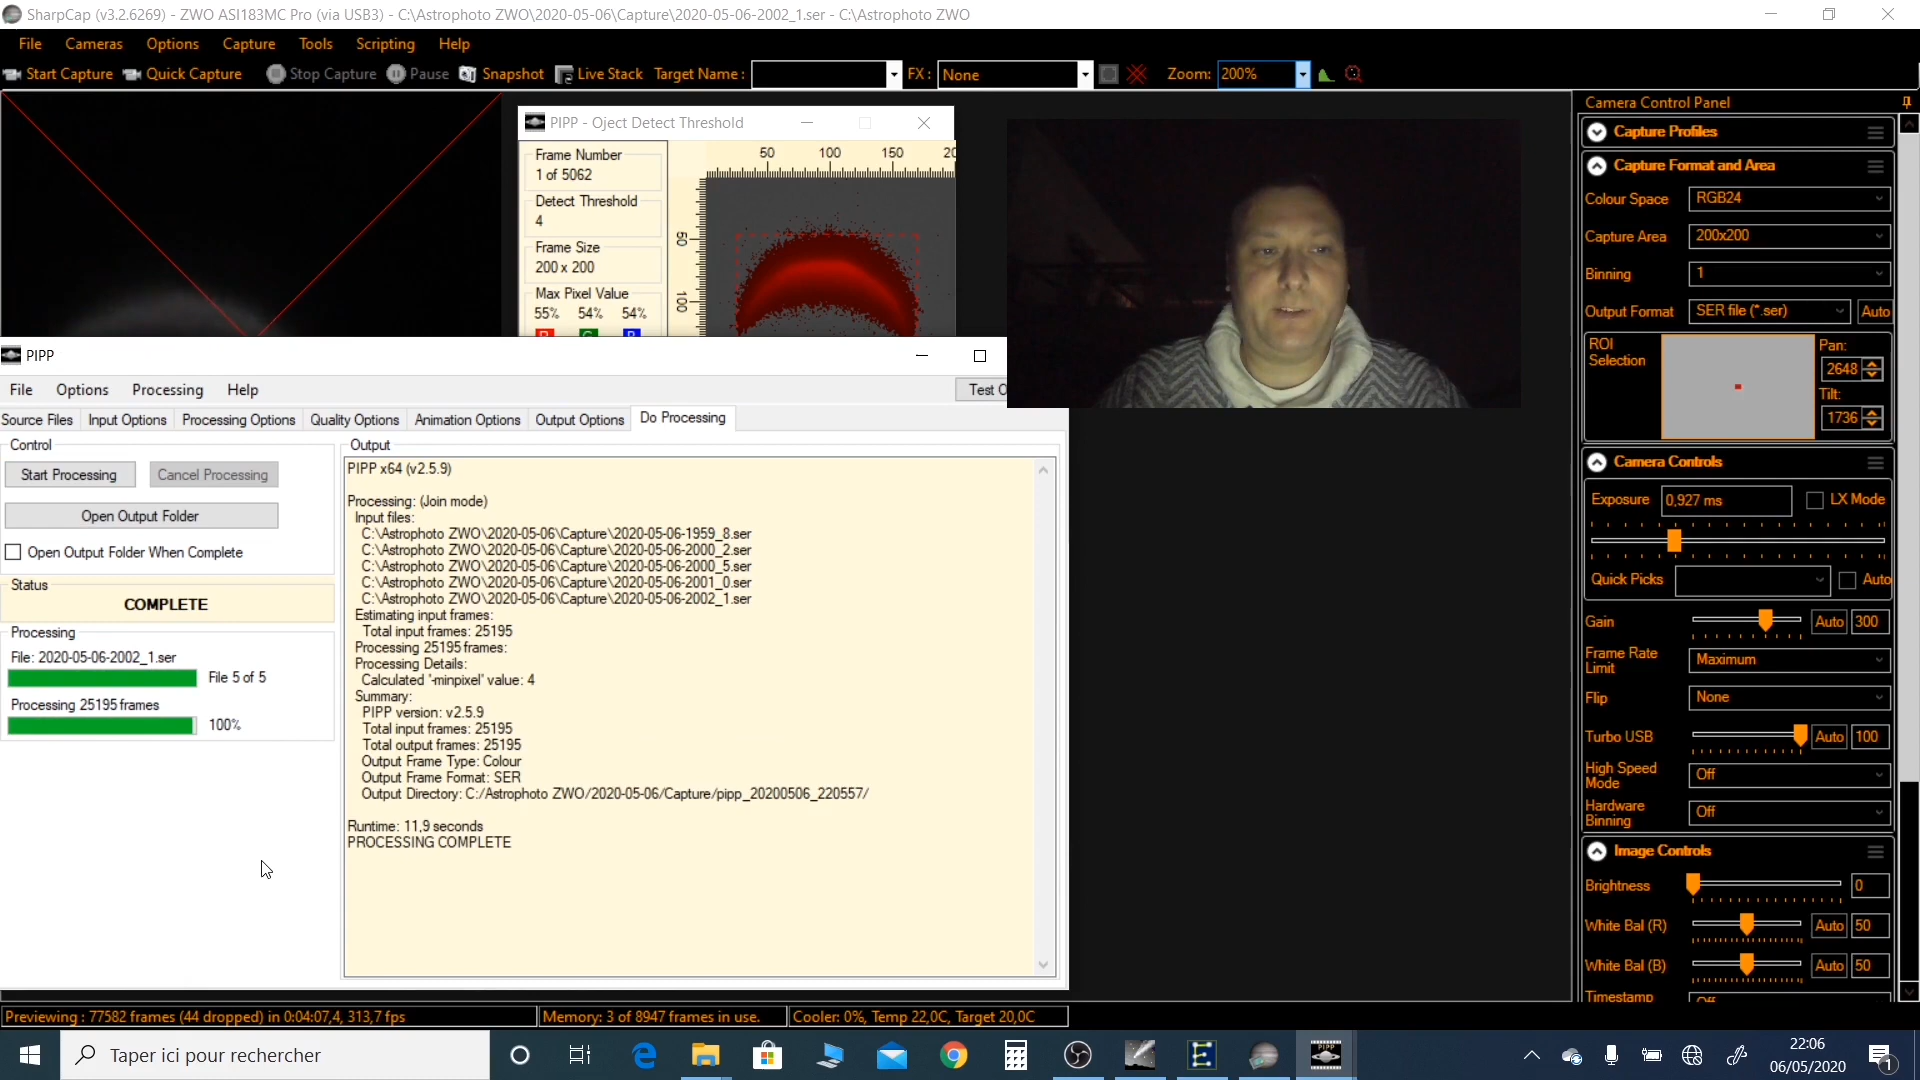 SharpCap (v3.2.6269) - ZWO ASI183MC Pro (via USB3) - C:\Astrophoto ZWO\2020-05-06\Capture\2020-05-06-2002_1.ser - C:\Astrophoto ZWO
File Cameras Options Capture Tools Scripting Help
Start Capture Quick Capture Stop Capture Pause Snapshot Live Stack Target Name : FX : None Zoom: 200%
PIPP - Oject Detect Threshold
Frame Number
1 of 5062
Detect Threshold
4
Frame Size
200 x 200
Max Pixel Value
55% 54% 54%
50 100 150 20
50
100
PIPP
File Options Processing Help
Test O
Source Files Input Options Processing Options Quality Options Animation Options Output Options Do Processing
Control
Start Processing Cancel Processing
Open Output Folder
Open Output Folder When Complete
Status
COMPLETE
Processing
File: 2020-05-06-2002_1.ser
File 5 of 5
Processing 25195 frames
100%
Output
PIPP x64 (v2.5.9)
Processing: (Join mode)
Input files:
C:\Astrophoto ZWO\2020-05-06\Capture\2020-05-06-1959_8.ser
C:\Astrophoto ZWO\2020-05-06\Capture\2020-05-06-2000_2.ser
C:\Astrophoto ZWO\2020-05-06\Capture\2020-05-06-2000_5.ser
C:\Astrophoto ZWO\2020-05-06\Capture\2020-05-06-2001_0.ser
C:\Astrophoto ZWO\2020-05-06\Capture\2020-05-06-2002_1.ser
Estimating input frames:
Total input frames: 25195
Processing 25195 frames:
Processing Details:
Calculated '-minpixel' value: 4
Summary:
PIPP version: v2.5.9
Total input frames: 25195
Total output frames: 25195
Output Frame Type: Colour
Output Frame Format: SER
Output Directory: C:/Astrophoto ZWO/2020-05-06/Capture/pipp_20200506_220557/
Runtime: 11,9 seconds
PROCESSING COMPLETE
Camera Control Panel
Capture Profiles
Capture Format and Area
Colour Space RGB24
Capture Area 200x200
Binning 1
Output Format SER file (*.ser) Auto
ROI
Selection
Pan:
2648
Tilt:
1736
Camera Controls
Exposure 0,927 ms LX Mode
Quick Picks Auto
Gain Auto 300
Frame Rate
Limit
Maximum
Flip None
Turbo USB Auto 100
High Speed
Mode
Off
Hardware
Binning
Off
Image Controls
Brightness 0
White Bal (R) Auto 50
White Bal (B) Auto 50
Timestamp Off
Previewing : 77582 frames (44 dropped) in 0:04:07,4, 313,7 fps
Memory: 3 of 8947 frames in use.
Cooler: 0%, Temp 22,0C, Target 20,0C
Taper ici pour rechercher
PIPP
22:06
06/05/2020
1